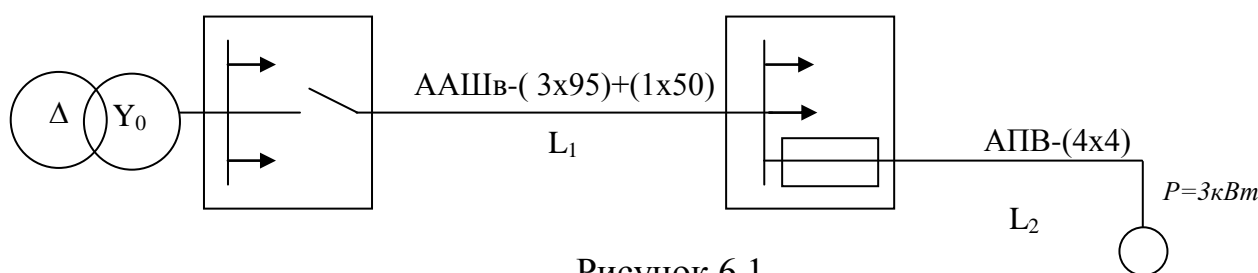 Δ Y₀
ААШв-( 3х95)+(1х50)
L₁
АПВ-(4х4)
P=3кВт
L₂
Рисунок 6.1